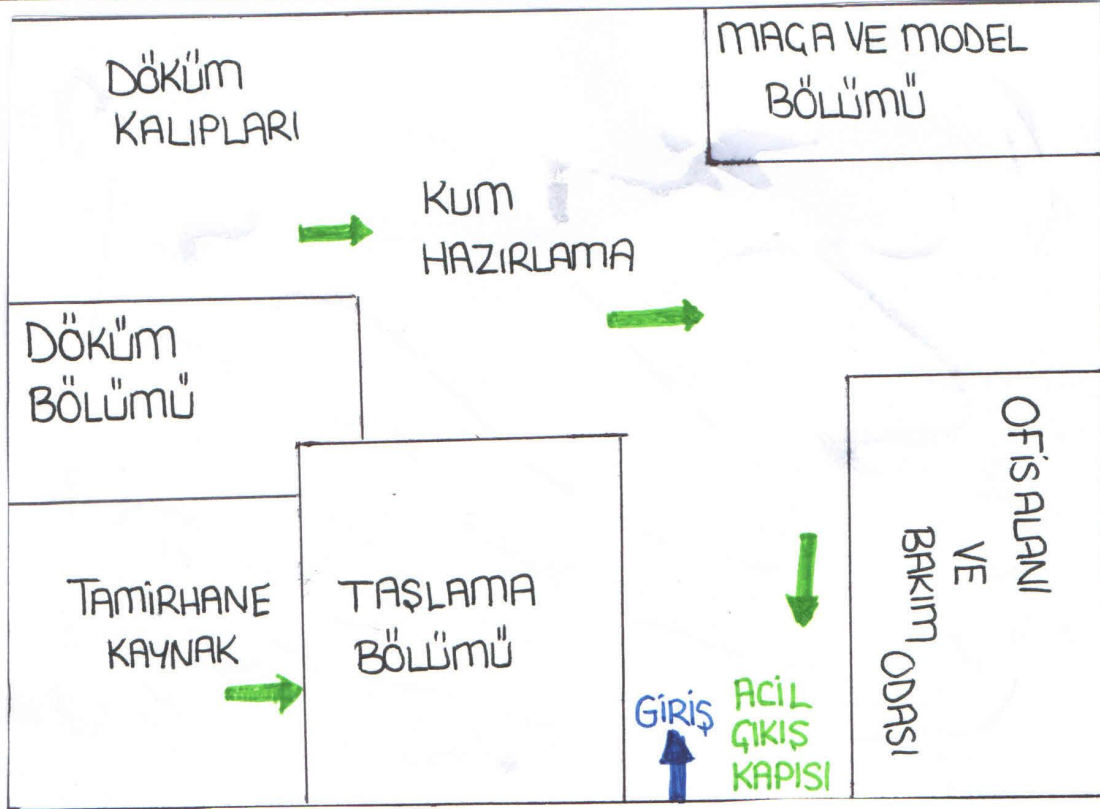 DÖKÜM
KALIPLARI
MAÇA VE MODEL
BÖLÜMÜ
KUM
HAZIRLAMA
DÖKÜM
BÖLÜMÜ
TAMİRHANE
KAYNAK
TAŞLAMA
BÖLÜMÜ
GİRİŞ
ACİL
ÇIKIŞ
KAPISI
OFİS ALANI
VE
BAKIM ODASI